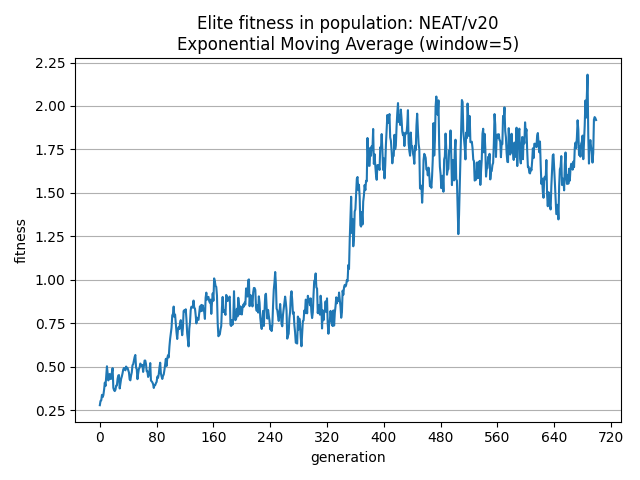 Elite fitness in population: NEAT/v20
Exponential Moving Average (window=5)
2.25
2.00
1.75
1.50
1.25
1.00
0.75
0.50
0.25
fitness
0 80 160 240 320 400 480 560 640 720
generation